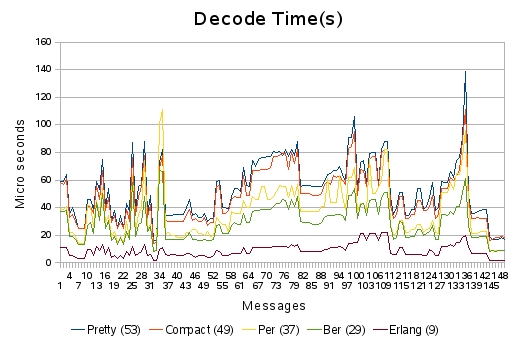 Decode Time(s)
160
140
120
100
80
60
40
20
0
Micro seconds
4 10 16 22 28 34 40 46 52 58 64 70 76 82 88 94 100 106 112 118 124 130 136 142 148
1 7 13 19 25 31 37 43 49 55 61 67 73 79 85 91 97 103 109 115 121 127 133 139 145
Messages
Pretty (53) Compact (49) Per (37) Ber (29) Erlang (9)